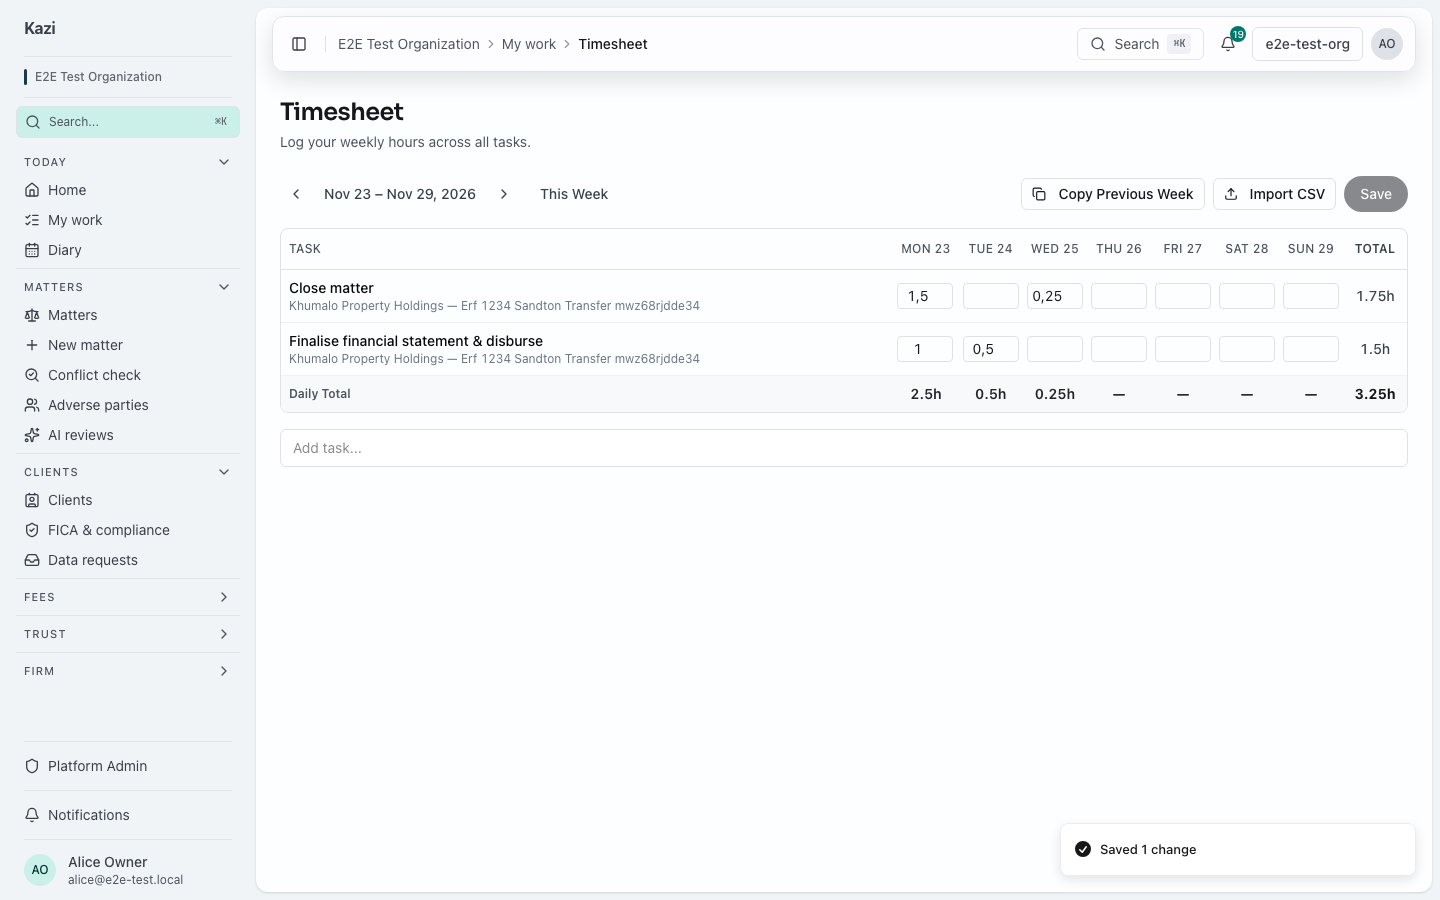 Kazi
E2E Test Organization
Search... ⌘K
TODAY
Home
My work
Diary
MATTERS
Matters
New matter
Conflict check
Adverse parties
AI reviews
CLIENTS
Clients
FICA & compliance
Data requests
FEES
TRUST
FIRM
Platform Admin
Notifications
AO Alice Owner
alice@e2e-test.local
E2E Test Organization > My work > Timesheet
Search ⌘K 19 e2e-test-org AO
Timesheet
Log your weekly hours across all tasks.
Nov 23 – Nov 29, 2026 This Week Copy Previous Week Import CSV Save
TASK MON 23 TUE 24 WED 25 THU 26 FRI 27 SAT 28 SUN 29 TOTAL
Close matter
Khumalo Property Holdings — Erf 1234 Sandton Transfer mwz68rjdde34
1,5 0,25 1.75h
Finalise financial statement & disburse
Khumalo Property Holdings — Erf 1234 Sandton Transfer mwz68rjdde34
1 0,5 1.5h
Daily Total 2.5h 0.5h 0.25h — — — — 3.25h
Add task...
Saved 1 change